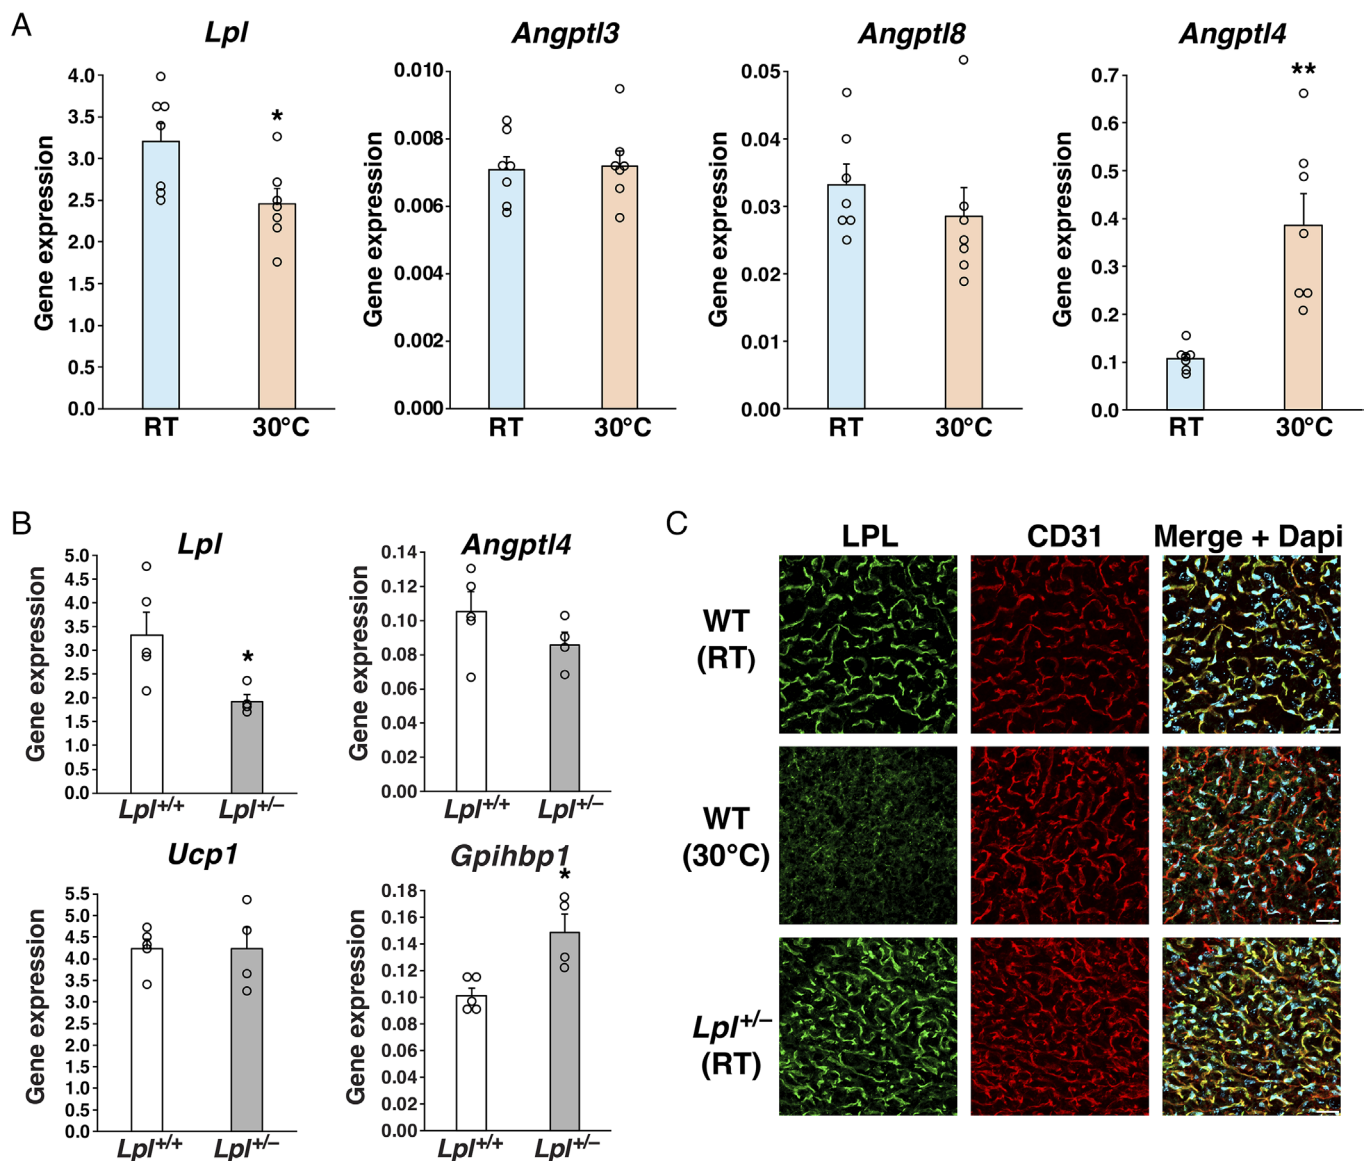 A
Lpl
Angptl3
Angptl8
Angptl4
Gene expression
4.0
3.5
3.0
2.5
2.0
1.5
1.0
0.5
0.0
*
RT 30°C
Gene expression
0.010
0.008
0.006
0.004
0.002
0.000
RT 30°C
Gene expression
0.05
0.04
0.03
0.02
0.01
0.00
RT 30°C
Gene expression
0.7
0.6
0.5
0.4
0.3
0.2
0.1
0.0
**
RT 30°C
B
Lpl
Gene expression
5.0
4.5
4.0
3.5
3.0
2.5
2.0
1.5
1.0
0.5
0.0
*
Lpl+/+ Lpl+/–
Angptl4
Gene expression
0.14
0.12
0.10
0.08
0.06
0.04
0.02
0.00
Lpl+/+ Lpl+/–
Ucp1
Gene expression
5.5
5.0
4.5
4.0
3.5
3.0
2.5
2.0
1.5
1.0
0.5
0.0
Lpl+/+ Lpl+/–
Gpihbp1
Gene expression
0.18
0.16
0.14
0.12
0.10
0.08
0.06
0.04
0.02
0.00
*
Lpl+/+ Lpl+/–
C
LPL CD31 Merge + Dapi
WT
(RT)
WT
(30°C)
Lpl+/–
(RT)